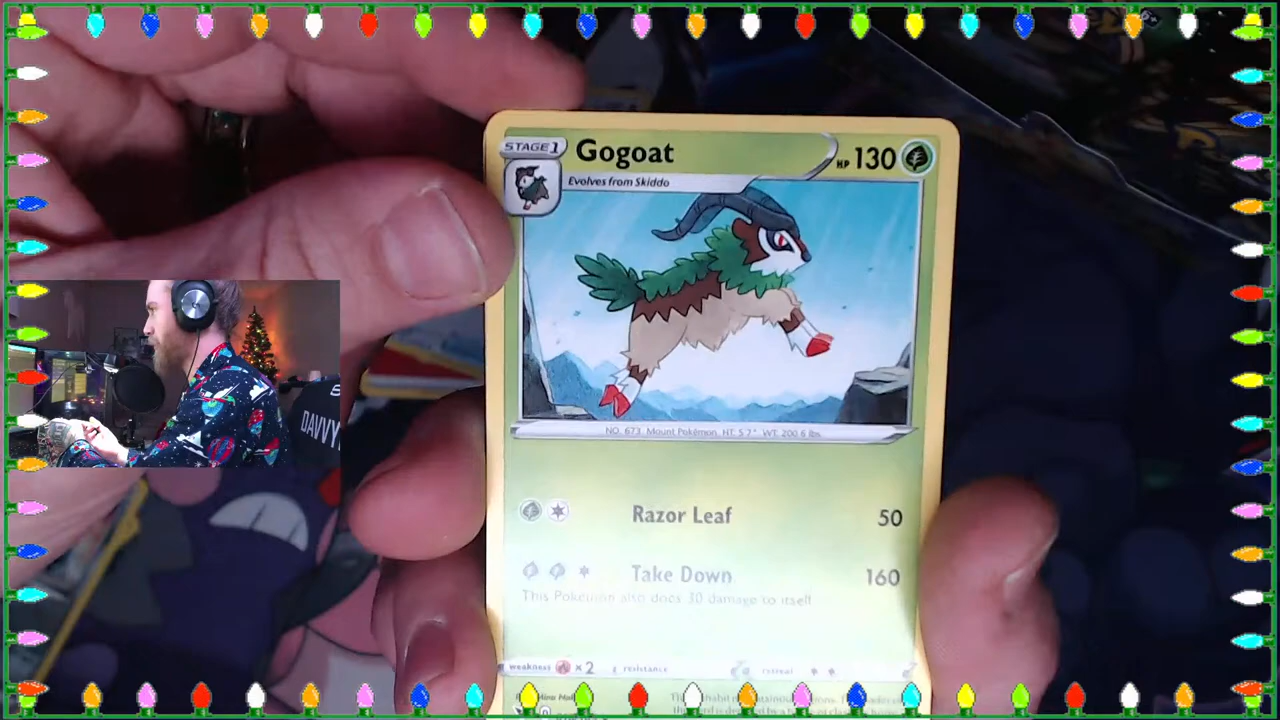 STAGE 1
Gogoat
HP 130
Evolves from Skiddo
NO. 673 Mount Pokémon HT: 5'7" WT: 200.6 lbs.
Razor Leaf 50
Take Down 160
This Pokémon also does 30 damage to itself.
weakness ×2 resistance retreat
DAVVY